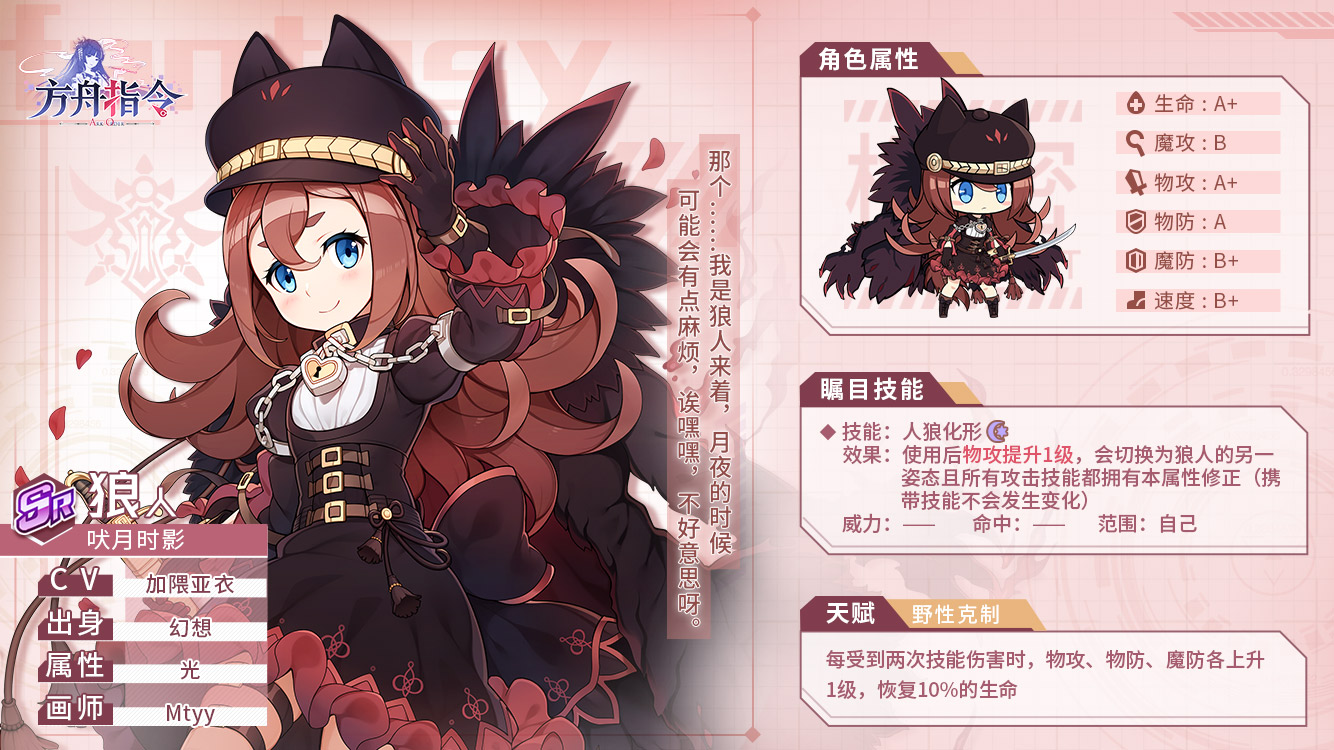 fantasy
方舟指令
ARK ORDER
那个……我是狼人来着，月夜的时候
可能会有点麻烦，诶嘿嘿，不好意思呀。
SR
狼人
吠月时影
CV
加隈亚衣
出身
幻想
属性
光
画师
Mtyy
角色属性
生命：A+
魔攻：B
物攻：A+
物防：A
魔防：B+
速度：B+
瞩目技能
◆ 技能：人狼化形
效果：使用后物攻提升1级，会切换为狼人的另一
姿态且所有攻击技能都拥有本属性修正（携
带技能不会发生变化）
威力：—— 命中：—— 范围：自己
天赋
野性克制
每受到两次技能伤害时，物攻、物防、魔防各上升
1级，恢复10%的生命